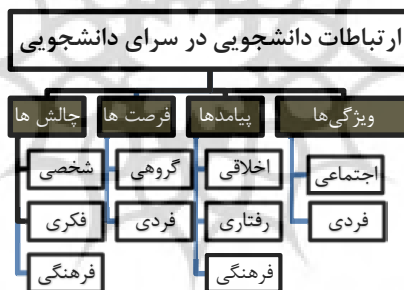 ارتباطات دانشجویی در سرای دانشجویی
ویژگی‌ها
پیامدها
فرصت ها
چالش ها
اجتماعی
اخلاقی
گروهی
شخصی
فردی
رفتاری
فردی
فکری
فرهنگی
فرهنگی